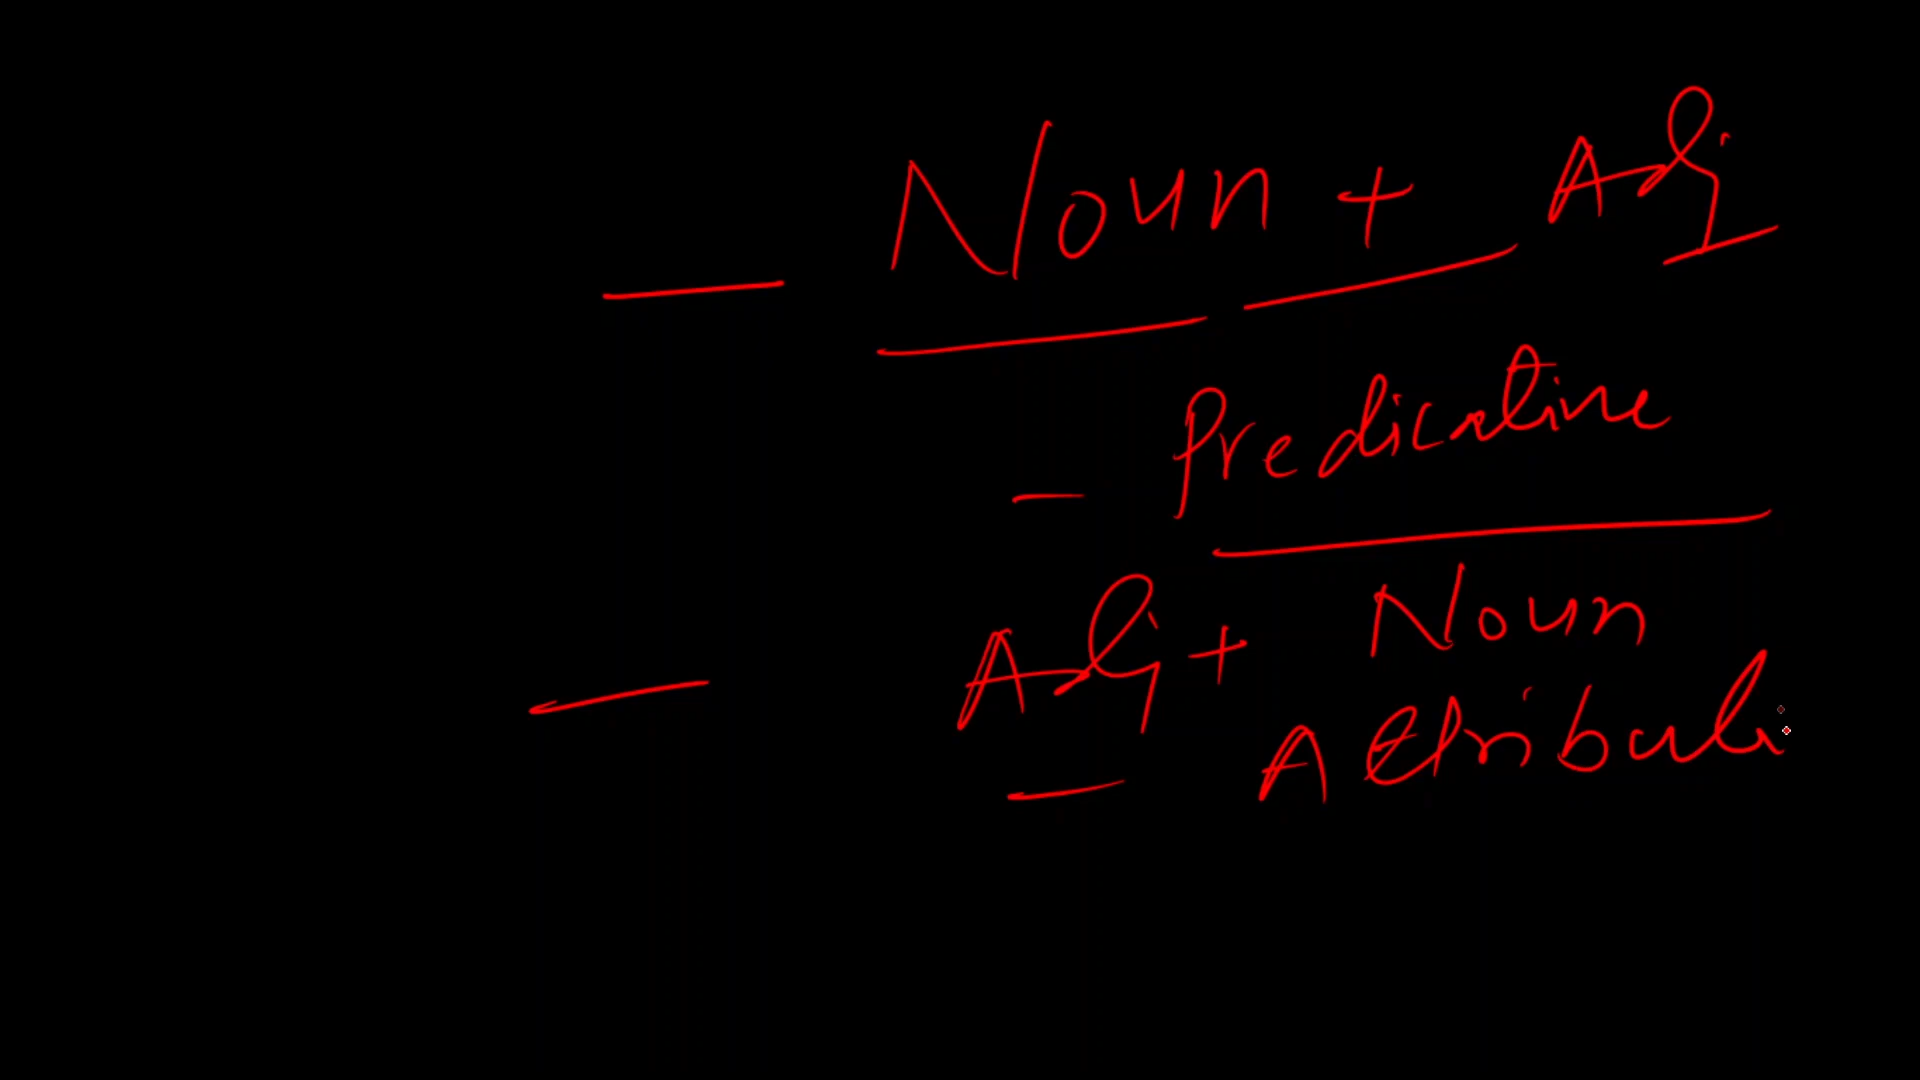 — Noun + Adj
— Predicative
— Adj + Noun
— Attributi